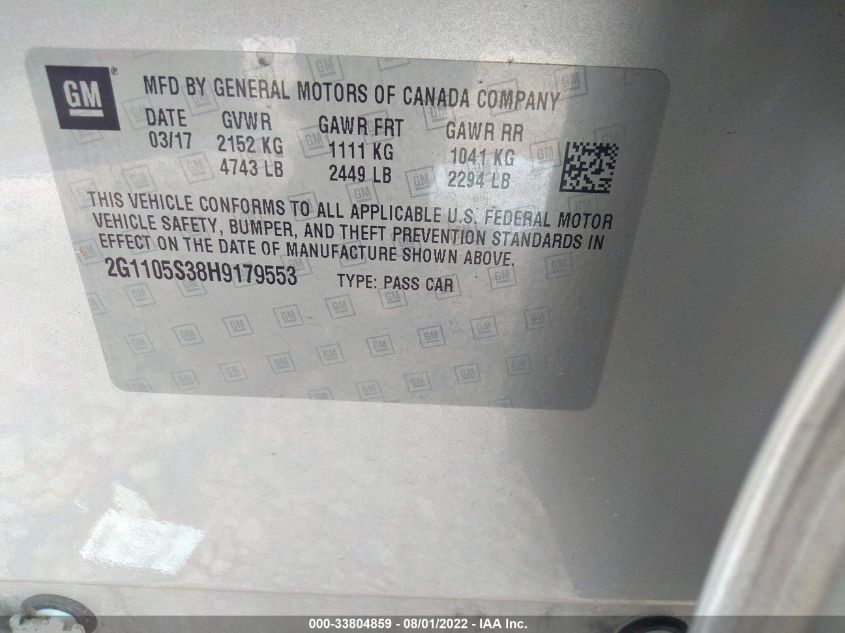 GM ® MFD BY GENERAL MOTORS OF CANADA COMPANY
DATE GVWR GAWR FRT GAWR RR
03/17 2152 KG 1111 KG 1041 KG
4743 LB 2449 LB 2294 LB
THIS VEHICLE CONFORMS TO ALL APPLICABLE U.S. FEDERAL MOTOR
VEHICLE SAFETY, BUMPER, AND THEFT PREVENTION STANDARDS IN
EFFECT ON THE DATE OF MANUFACTURE SHOWN ABOVE.
2G1105S38H9179553 TYPE: PASS CAR
000-33804859 - 08/01/2022 - IAA Inc.